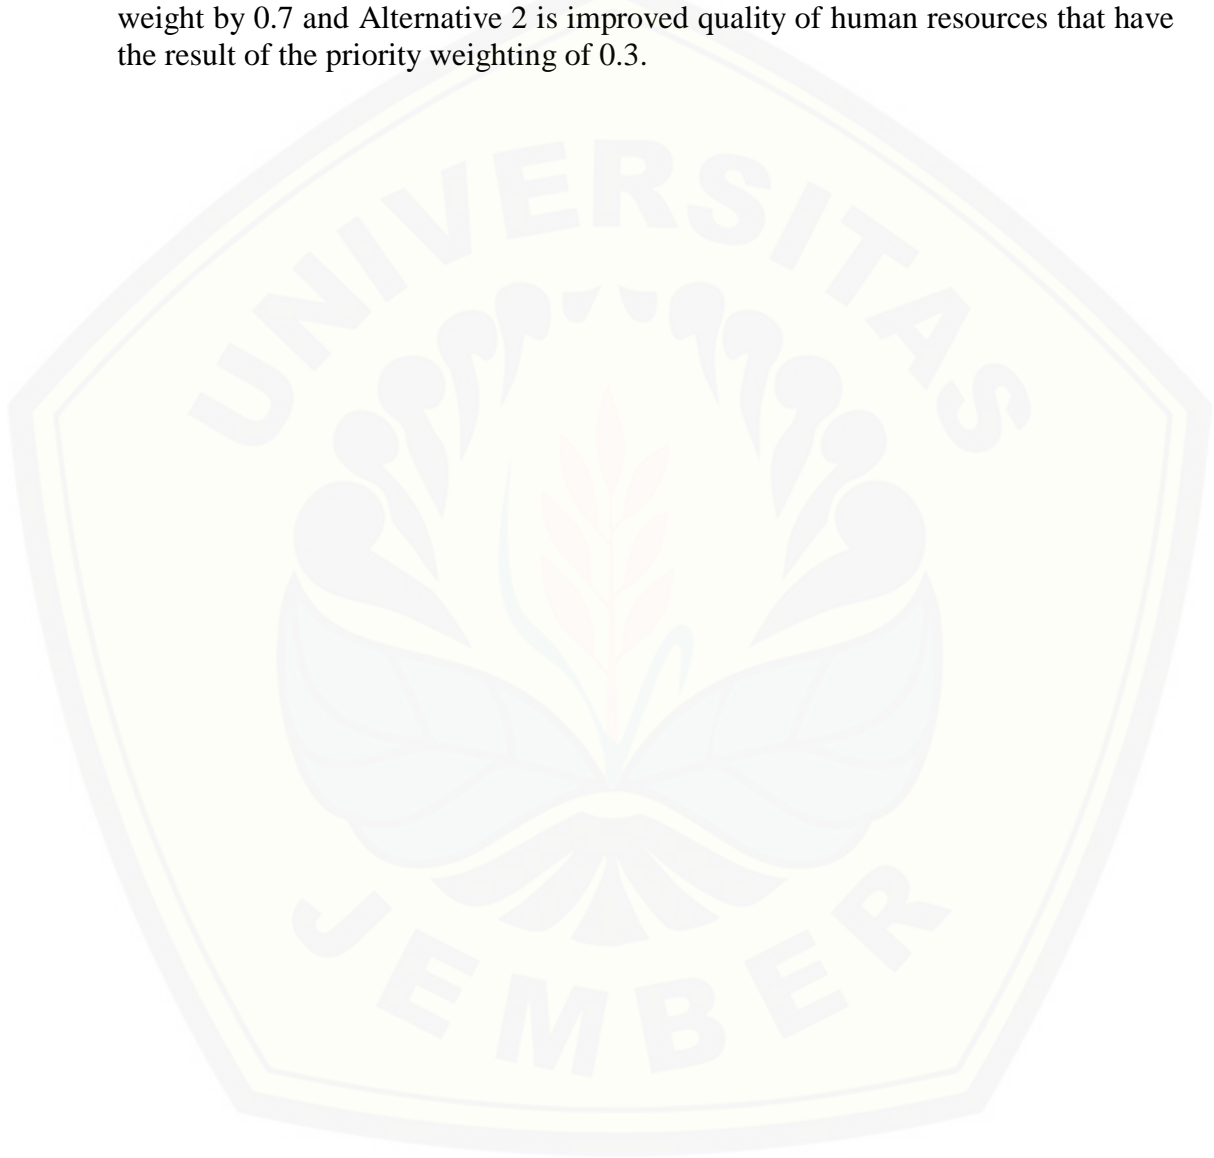 weight by 0.7 and Alternative 2 is improved quality of human resources that have
the result of the priority weighting of 0.3.
UNIVERSITAS
JEMBER